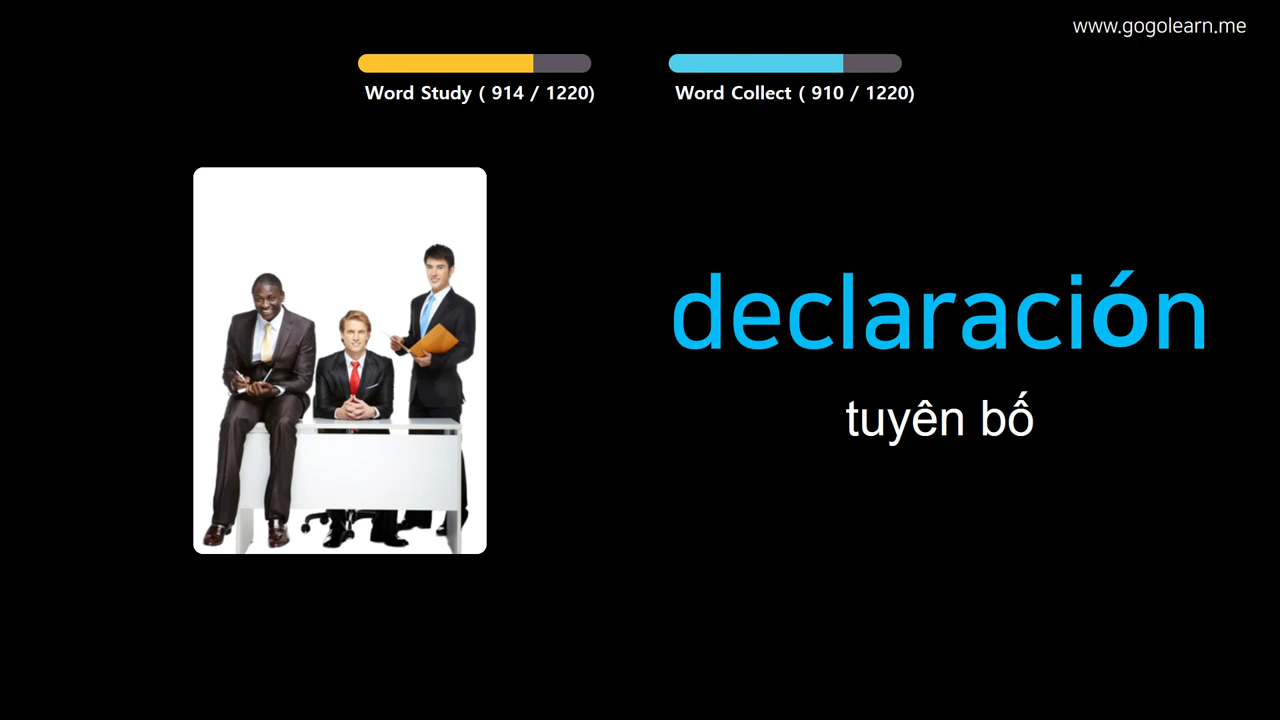 www.gogolearn.me
Word Study ( 914 / 1220)
Word Collect ( 910 / 1220)
declaración
tuyên bố